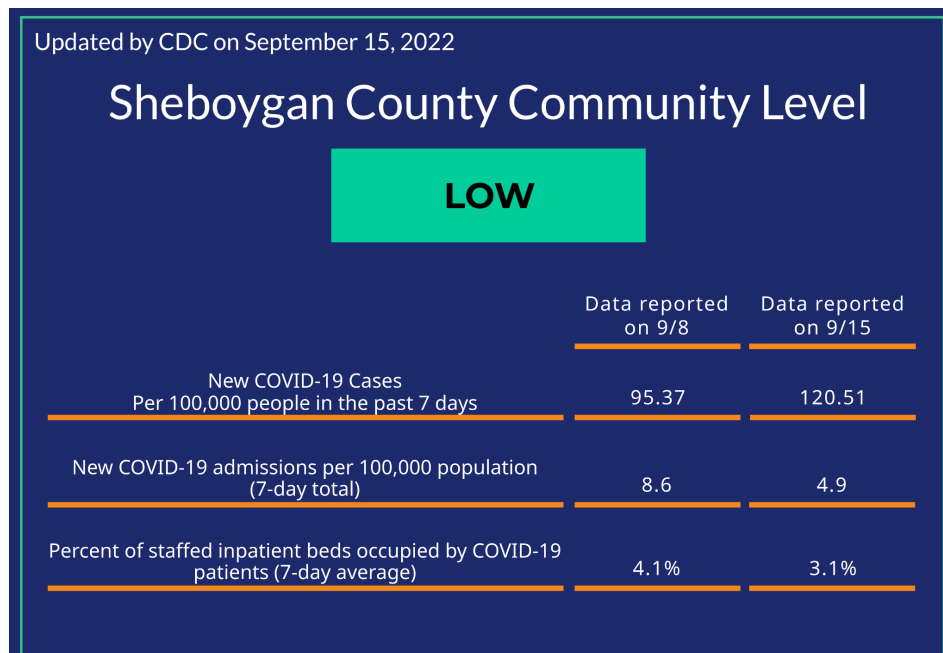 Updated by CDC on September 15, 2022
Sheboygan County Community Level
LOW
Data reported
on 9/8
Data reported
on 9/15
New COVID-19 Cases
Per 100,000 people in the past 7 days
95.37
120.51
New COVID-19 admissions per 100,000 population
(7-day total)
8.6
4.9
Percent of staffed inpatient beds occupied by COVID-19
patients (7-day average)
4.1%
3.1%